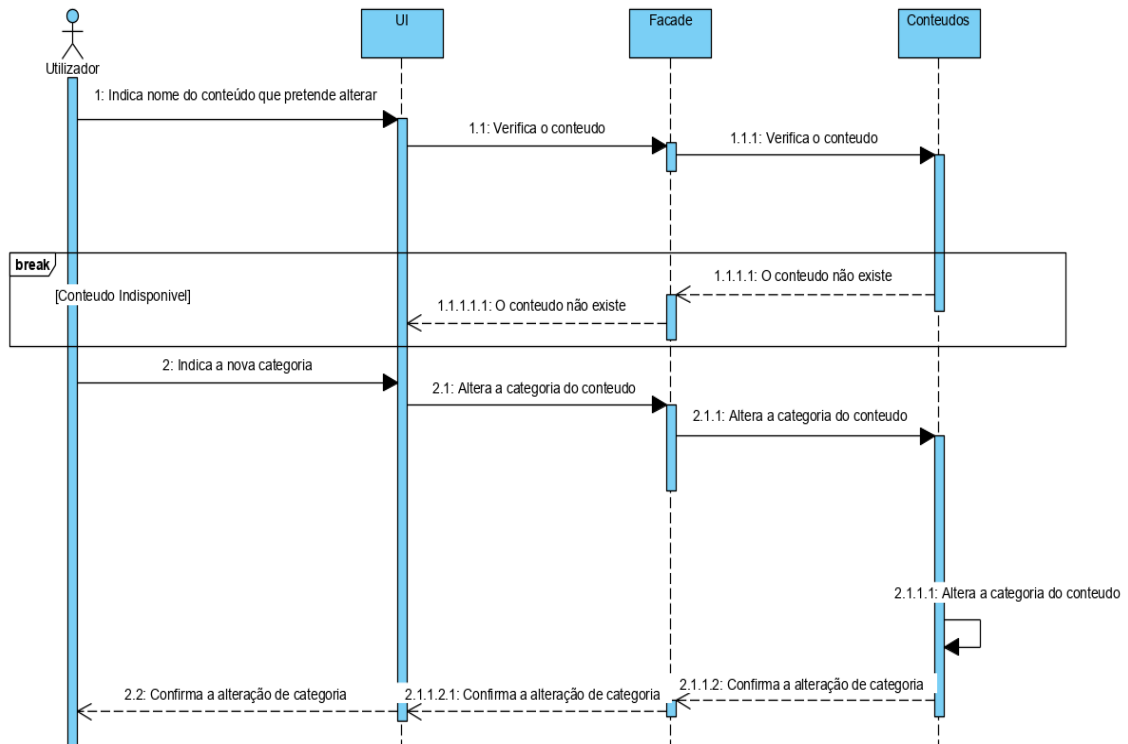 UI
Facade
Conteudos
Utilizador
1: Indica nome do conteúdo que pretende alterar
1.1: Verifica o conteudo
1.1.1: Verifica o conteudo
break
[Conteudo Indisponivel]
1.1.1.1: O conteudo não existe
1.1.1.1.1: O conteudo não existe
2: Indica a nova categoria
2.1: Altera a categoria do conteudo
2.1.1: Altera a categoria do conteudo
2.1.1.1: Altera a categoria do conteudo
2.1.1.2: Confirma a alteração de categoria
2.1.1.2.1: Confirma a alteração de categoria
2.2: Confirma a alteração de categoria